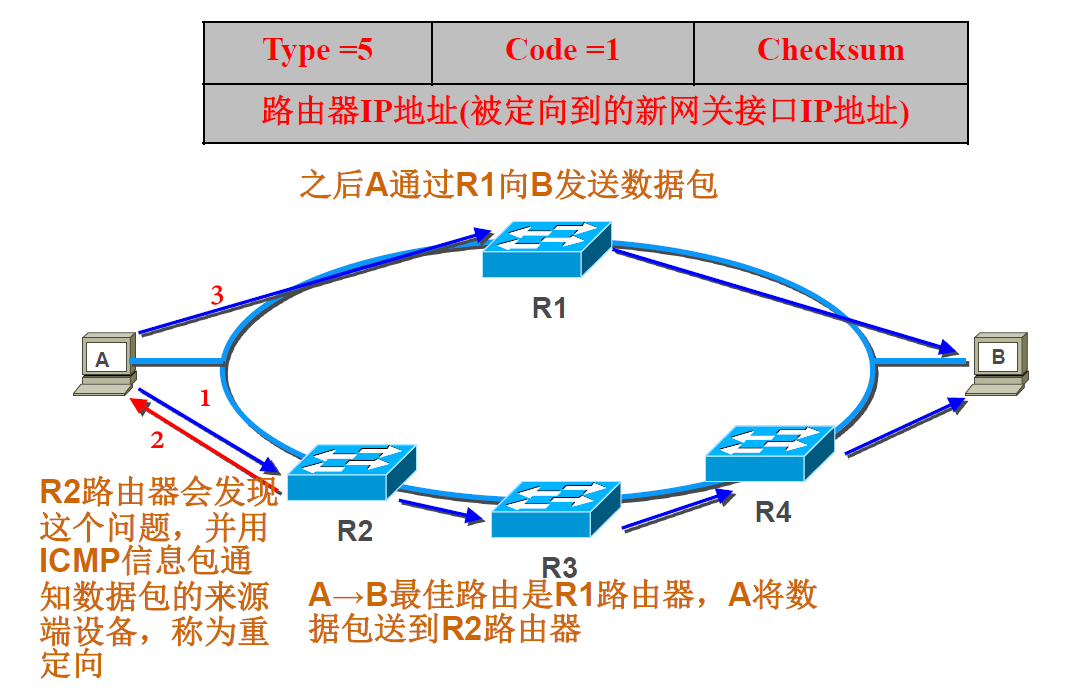 Type =5 Code =1 Checksum
路由器IP地址(被定向到的新网关接口IP地址)
之后A通过R1向B发送数据包
R1
3
A
B
1
2
R2
R3
R4
R2路由器会发现
这个问题，并用
ICMP信息包通
知数据包的来源
端设备，称为重
定向
A→B最佳路由是R1路由器，A将数
据包送到R2路由器